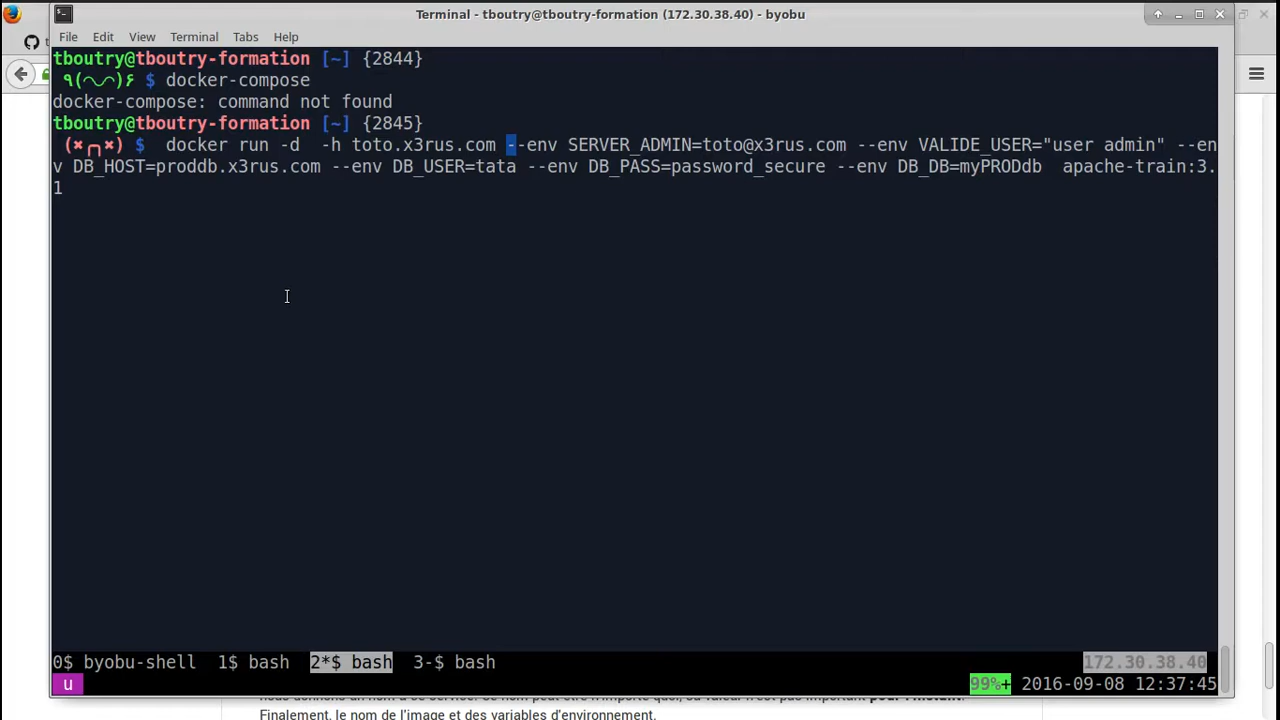 Terminal - tboutry@tboutry-formation (172.30.38.40) - byobu
File Edit View Terminal Tabs Help
tboutry@tboutry-formation [~] {2844}
٩(◡◡)۶ $ docker-compose
docker-compose: command not found
tboutry@tboutry-formation [~] {2845}
(✖╭╮✖) $ docker run -d -h toto.x3rus.com --env SERVER_ADMIN=toto@x3rus.com --env VALIDE_USER="user admin" --en
v DB_HOST=proddb.x3rus.com --env DB_USER=tata --env DB_PASS=password_secure --env DB_DB=myPRODdb apache-train:3.
1
0$ byobu-shell 1$ bash 2*$ bash 3-$ bash 172.30.38.40
u 99%+ 2016-09-08 12:37:45
Finalement, le nom de l'image et des variables d'environnement.